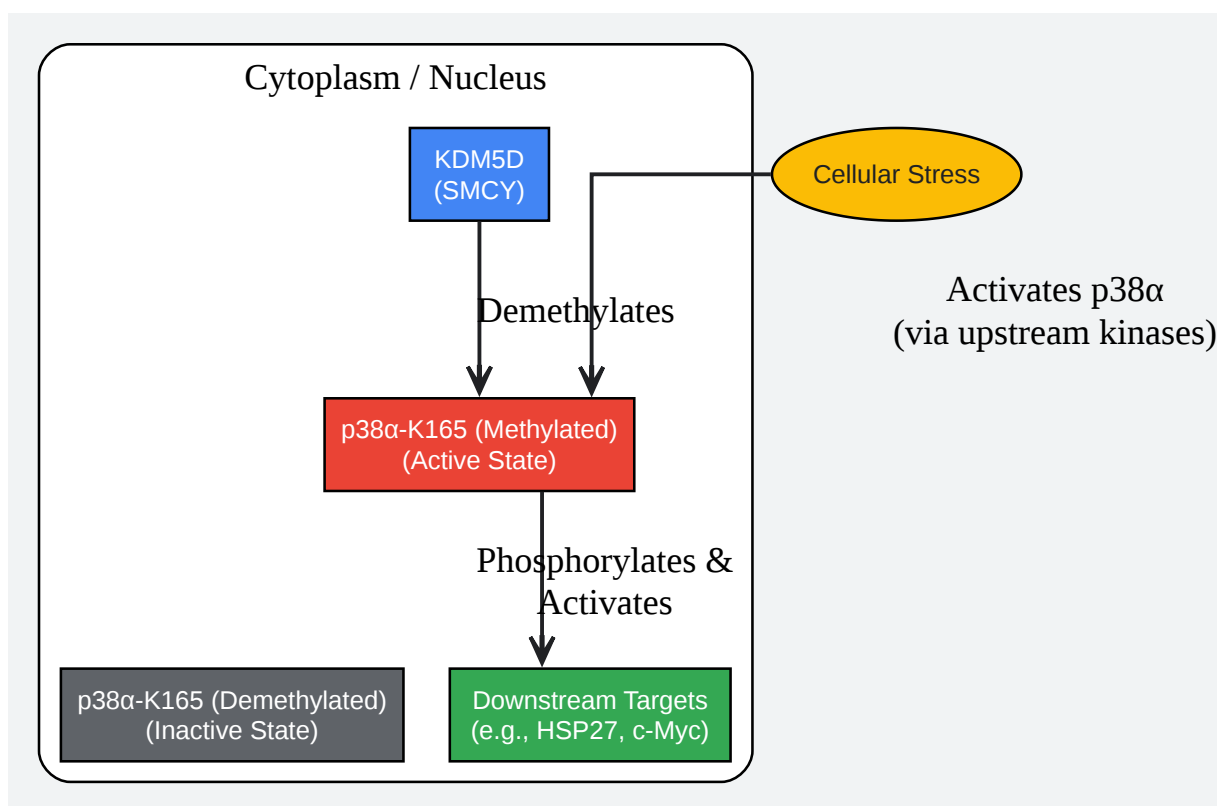 Cytoplasm / Nucleus
KDM5D
(SMCY)
Cellular Stress
Activates p38α
(via upstream kinases)
Demethylates
p38α-K165 (Methylated)
(Active State)
Phosphorylates &
Activates
p38α-K165 (Demethylated)
(Inactive State)
Downstream Targets
(e.g., HSP27, c-Myc)